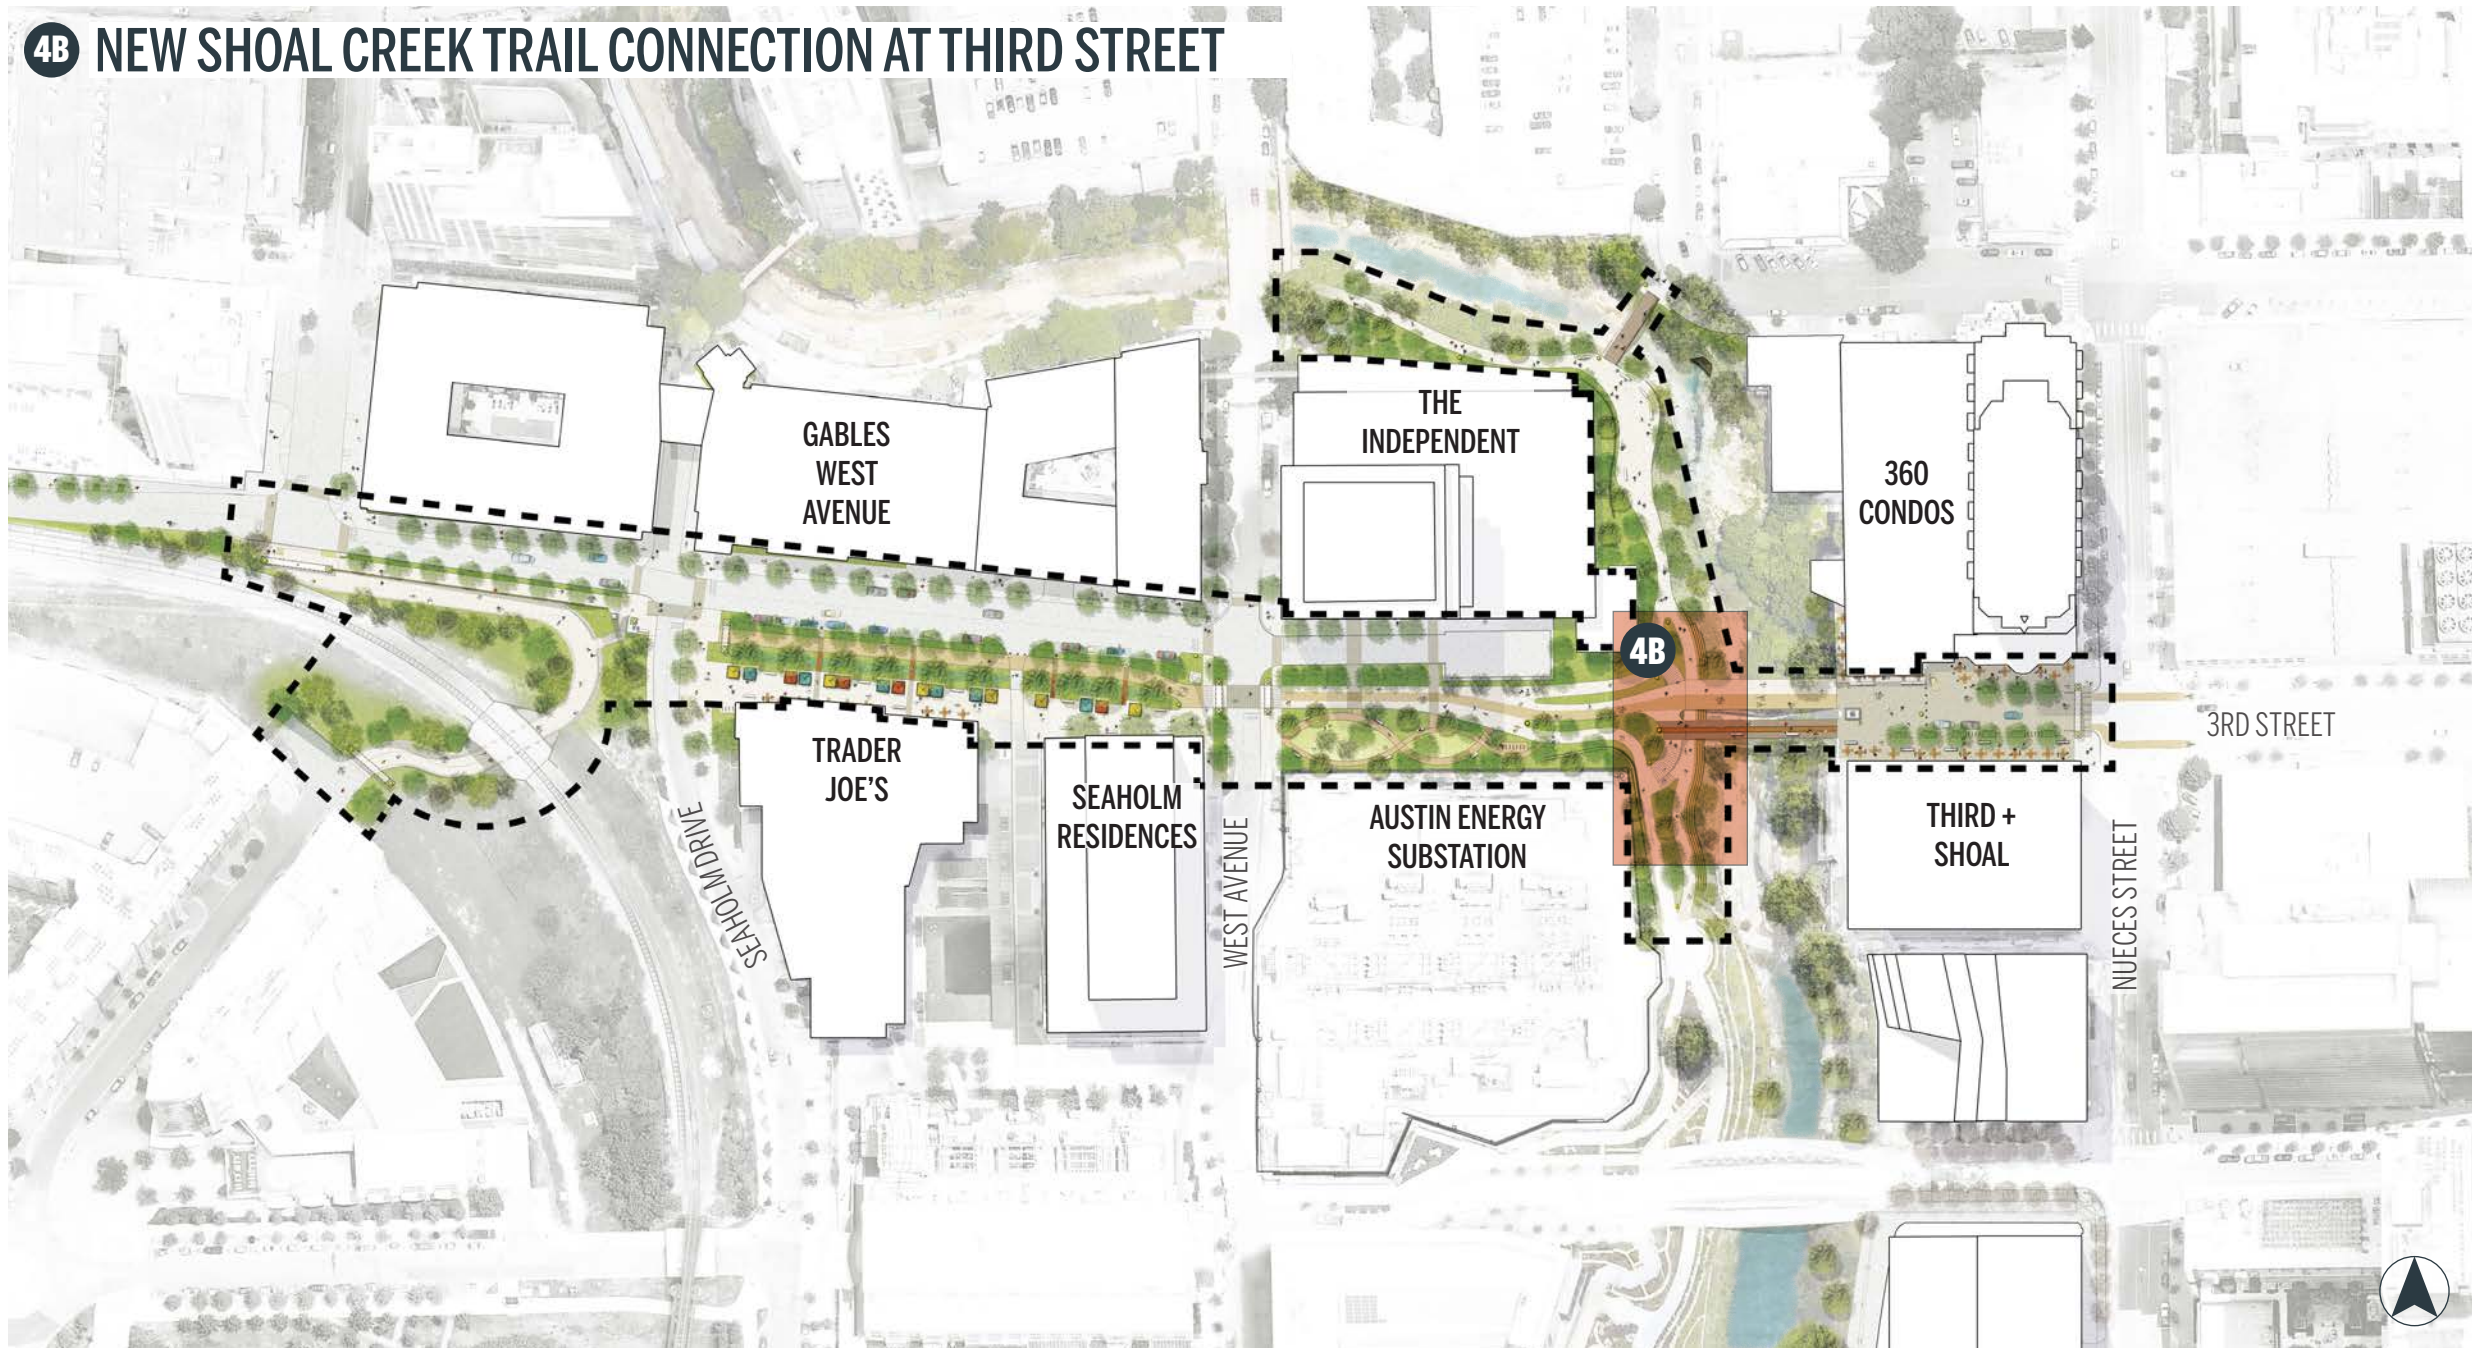 4B NEW SHOAL CREEK TRAIL CONNECTION AT THIRD STREET
GABLES
WEST
AVENUE
THE
INDEPENDENT
360
CONDOS
4B
3RD STREET
TRADER
JOE'S
SEAHOLM
RESIDENCES
AUSTIN ENERGY
SUBSTATION
THIRD +
SHOAL
SEAHOLM DRIVE
WEST AVENUE
NUECES STREET